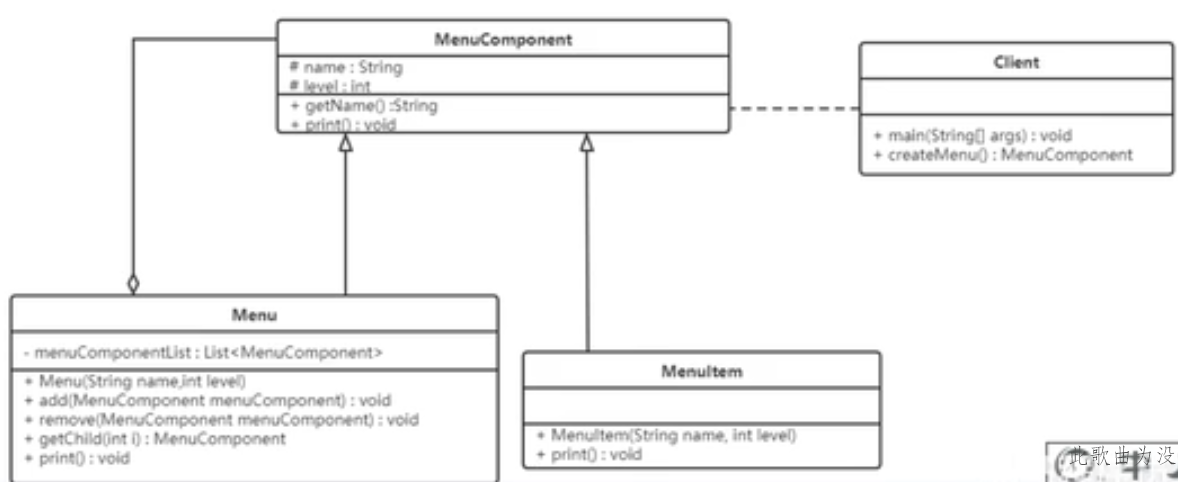 MenuComponent
# name : String
# level : int
+ getName() :String
+ print() : void
Client
+ main(String[] args) : void
+ createMenu() : MenuComponent
Menu
- menuComponentList : List<MenuComponent>
+ Menu(String name,int level)
+ add(MenuComponent menuComponent) : void
+ remove(MenuComponent menuComponent) : void
+ getChild(int i) : MenuComponent
+ print() : void
MenuItem
+ MenuItem(String name, int level)
+ print() : void
此歌曲为没